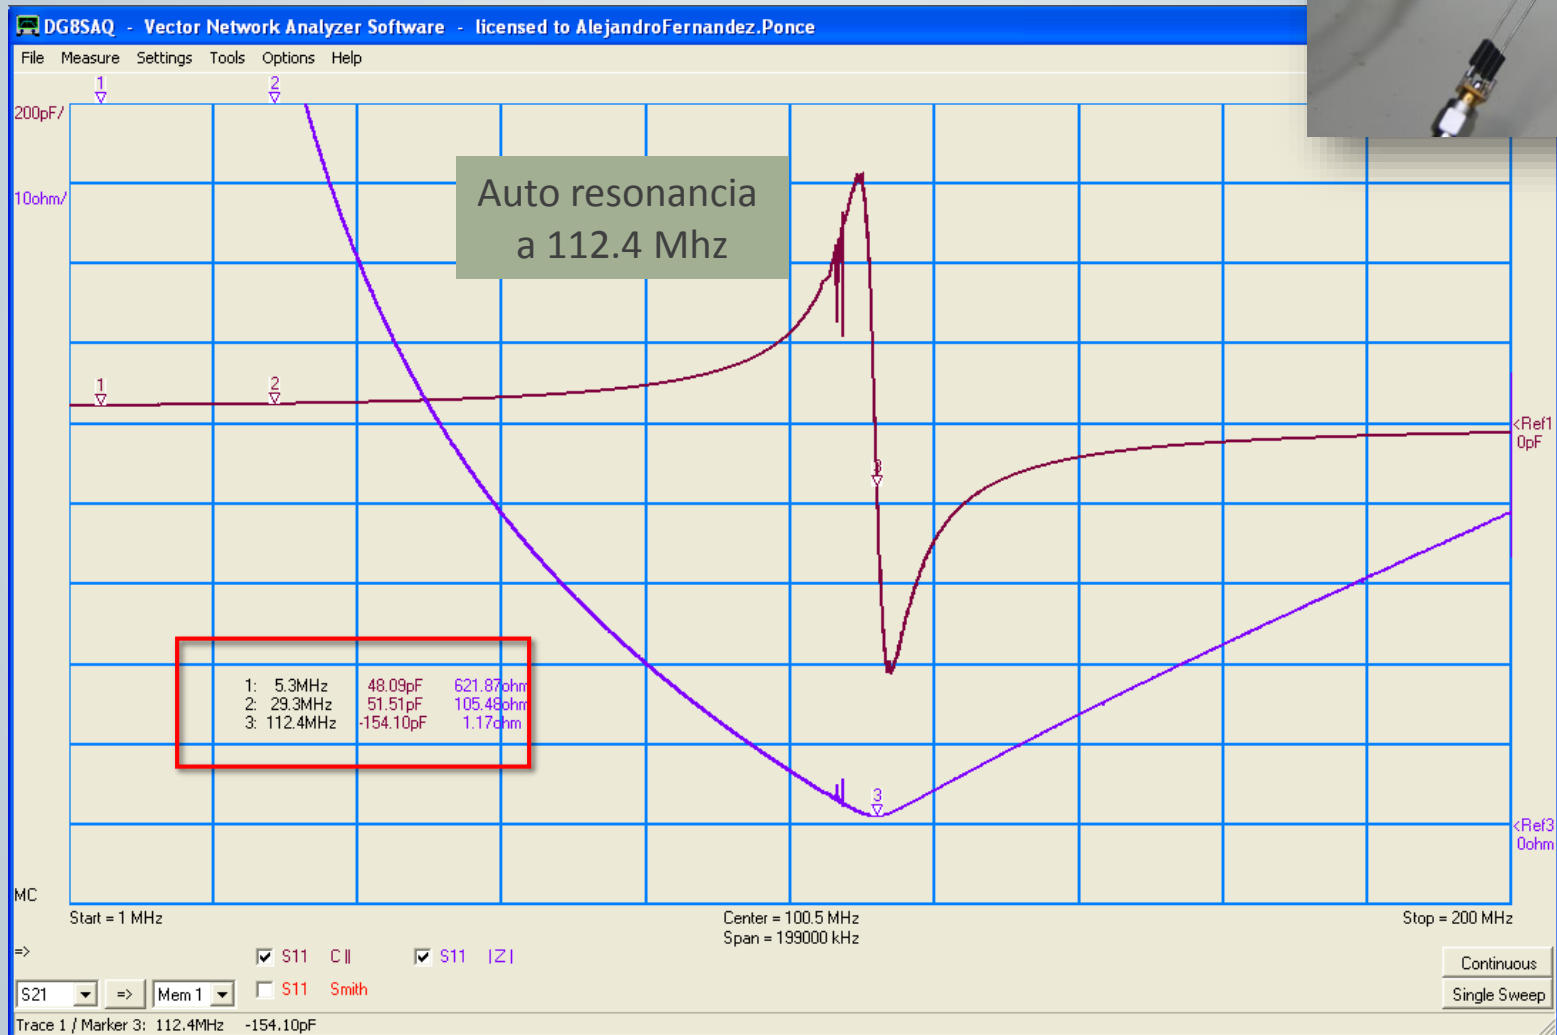 DG8SAQ - Vector Network Analyzer Software - licensed to AlejandroFernandez.Ponce
File Measure Settings Tools Options Help
1 2
200pF/
10ohm/
Auto resonancia
a 112.4 Mhz
1 2
<Ref1
0pF
3
1: 5.3MHz 48.09pF 621.87ohm
2: 29.3MHz 51.51pF 105.48ohm
3: 112.4MHz -154.10pF 1.17ohm
3
<Ref3
0ohm
MC
Start = 1 MHz Center = 100.5 MHz Stop = 200 MHz
Span = 199000 kHz
=>
S11 C || S11 |Z|
Continuous
S21 => Mem 1 S11 Smith Single Sweep
Trace 1 / Marker 3: 112.4MHz -154.10pF